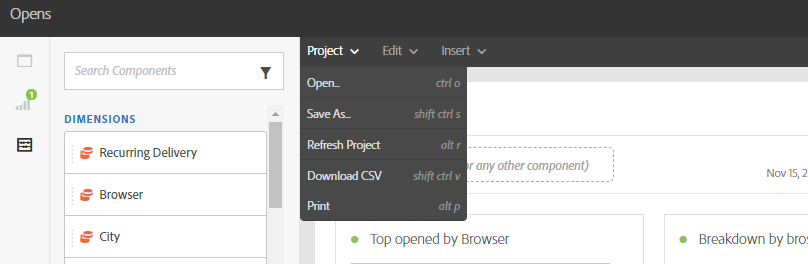 Opens
Project Edit Insert
Search Components
1
DIMENSIONS
Recurring Delivery
Browser
City
Open... ctrl o
Save As... shift ctrl s
Refresh Project alt r
Download CSV shift ctrl v
Print alt p
or any other component)
Nov 15, 2
Top opened by Browser
Breakdown by bros